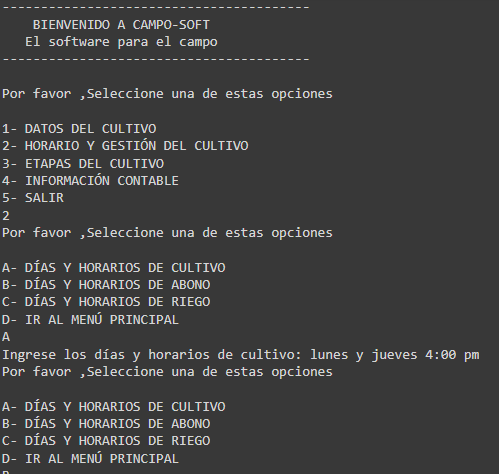 ---------------------------------------
BIENVENIDO A CAMPO-SOFT
El software para el campo
---------------------------------------
Por favor ,Seleccione una de estas opciones
1- DATOS DEL CULTIVO
2- HORARIO Y GESTIÓN DEL CULTIVO
3- ETAPAS DEL CULTIVO
4- INFORMACIÓN CONTABLE
5- SALIR
2
Por favor ,Seleccione una de estas opciones
A- DÍAS Y HORARIOS DE CULTIVO
B- DÍAS Y HORARIOS DE ABONO
C- DÍAS Y HORARIOS DE RIEGO
D- IR AL MENÚ PRINCIPAL
A
Ingrese los días y horarios de cultivo: lunes y jueves 4:00 pm
Por favor ,Seleccione una de estas opciones
A- DÍAS Y HORARIOS DE CULTIVO
B- DÍAS Y HORARIOS DE ABONO
C- DÍAS Y HORARIOS DE RIEGO
D- IR AL MENÚ PRINCIPAL